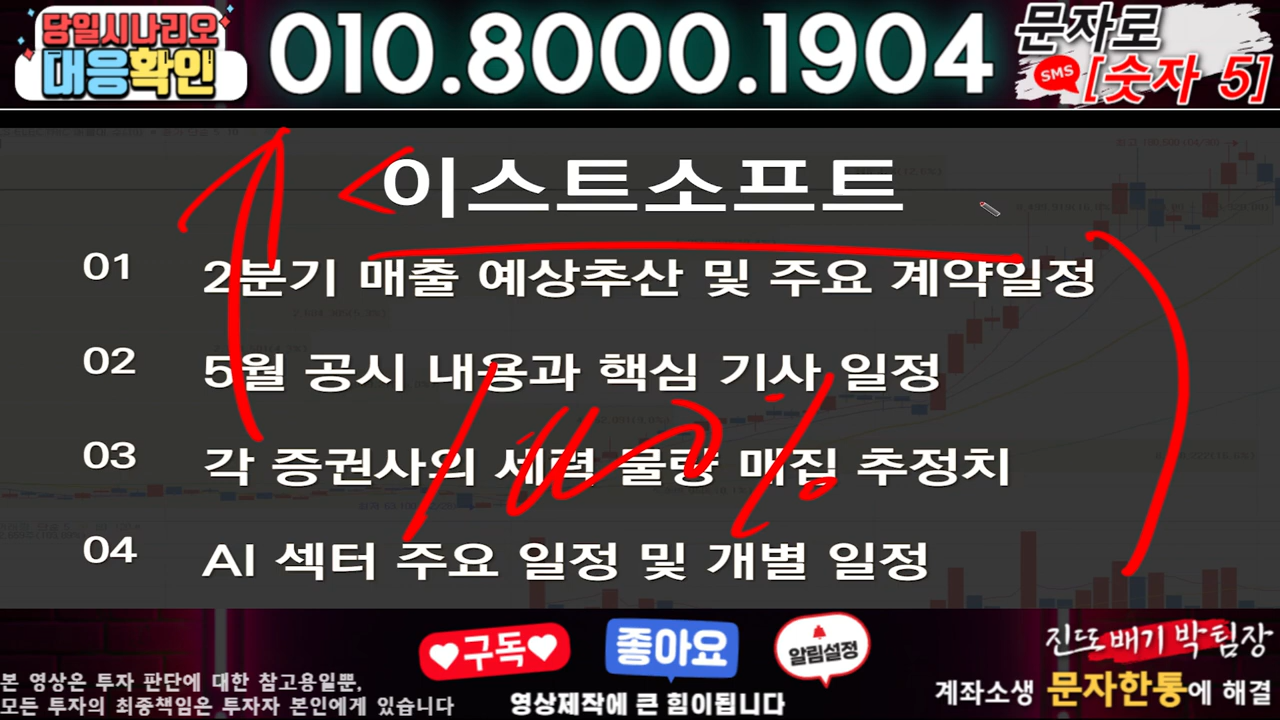 당일시나리오
대응확인
010.8000.1904
문자로
SMS
[숫자 5]
이스트소프트
01
2분기 매출 예상추산 및 주요 계약일정
02
5월 공시 내용과 핵심 기사 일정
03
각 증권사의 세력 물량 매집 추정치
04
AI 섹터 주요 일정 및 개별 일정
100%
구독
좋아요
알림설정
영상제작에 큰 힘이됩니다
본 영상은 투자 판단에 대한 참고용일뿐,
모든 투자의 최종책임은 투자자 본인에게 있습니다
진또배기 박팀장
계좌소생 문자한통에 해결